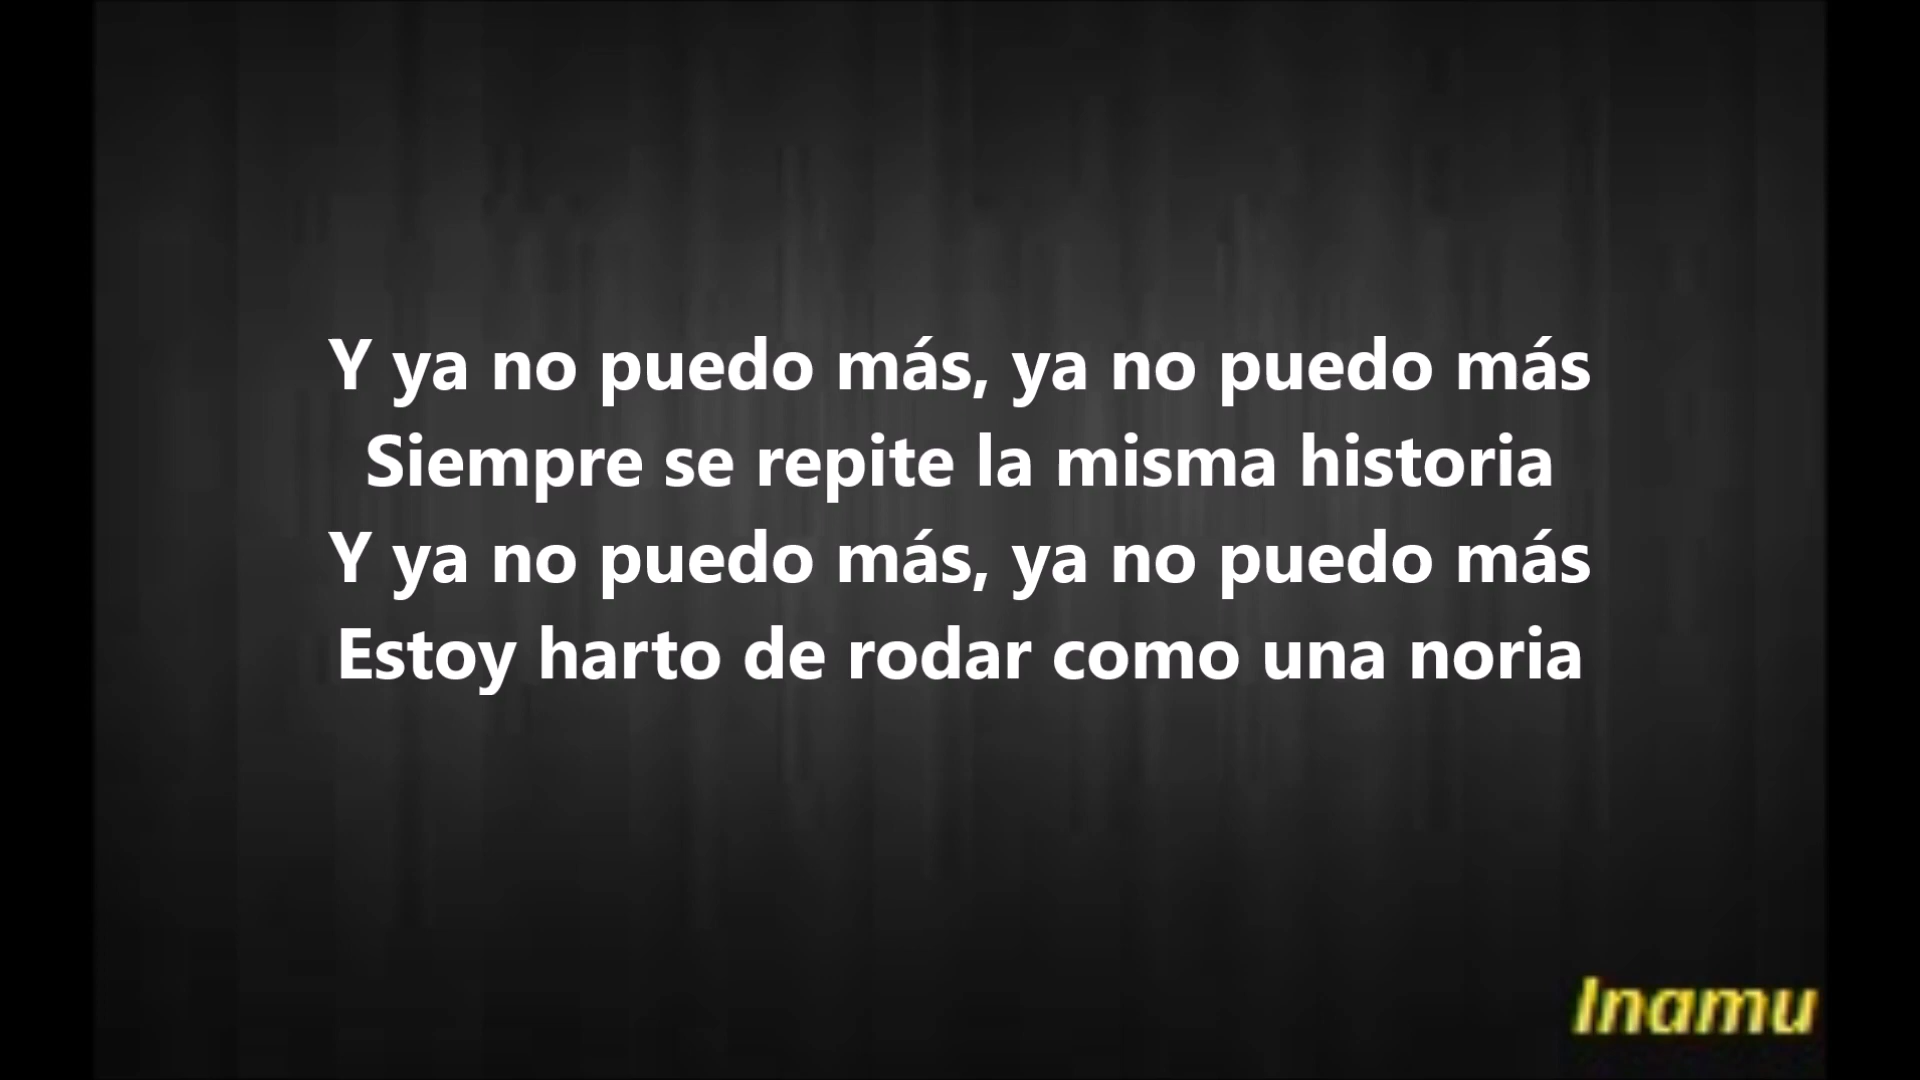 Y ya no puedo más, ya no puedo más
Siempre se repite la misma historia
Y ya no puedo más, ya no puedo más
Estoy harto de rodar como una noria
Inamu